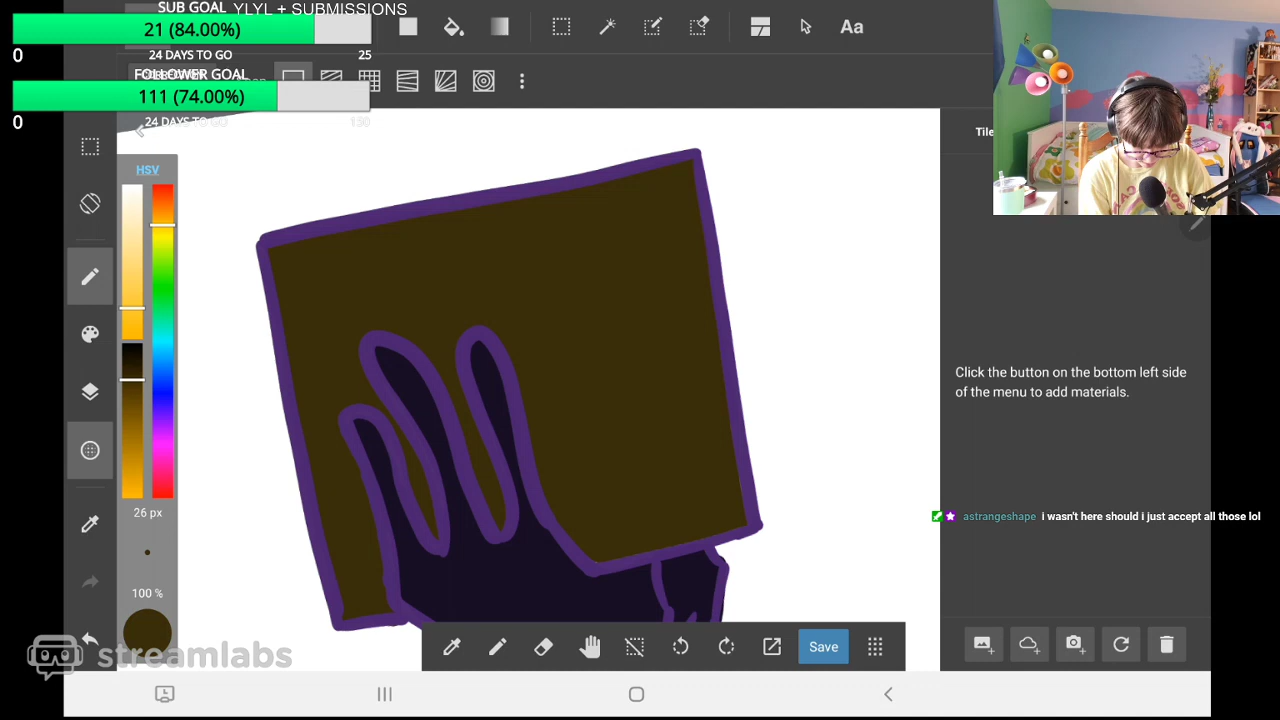 SUB GOAL
YLYL + SUBMISSIONS
21 (84.00%)
0
24 DAYS TO GO
25
FOLLOWER GOAL
111 (74.00%)
0
24 DAYS TO GO
150
Aa
Tile
HSV
26 px
100 %
Click the button on the bottom left side
of the menu to add materials.
astrangeshape i wasn't here should i just accept all those lol
Save
streamlabs